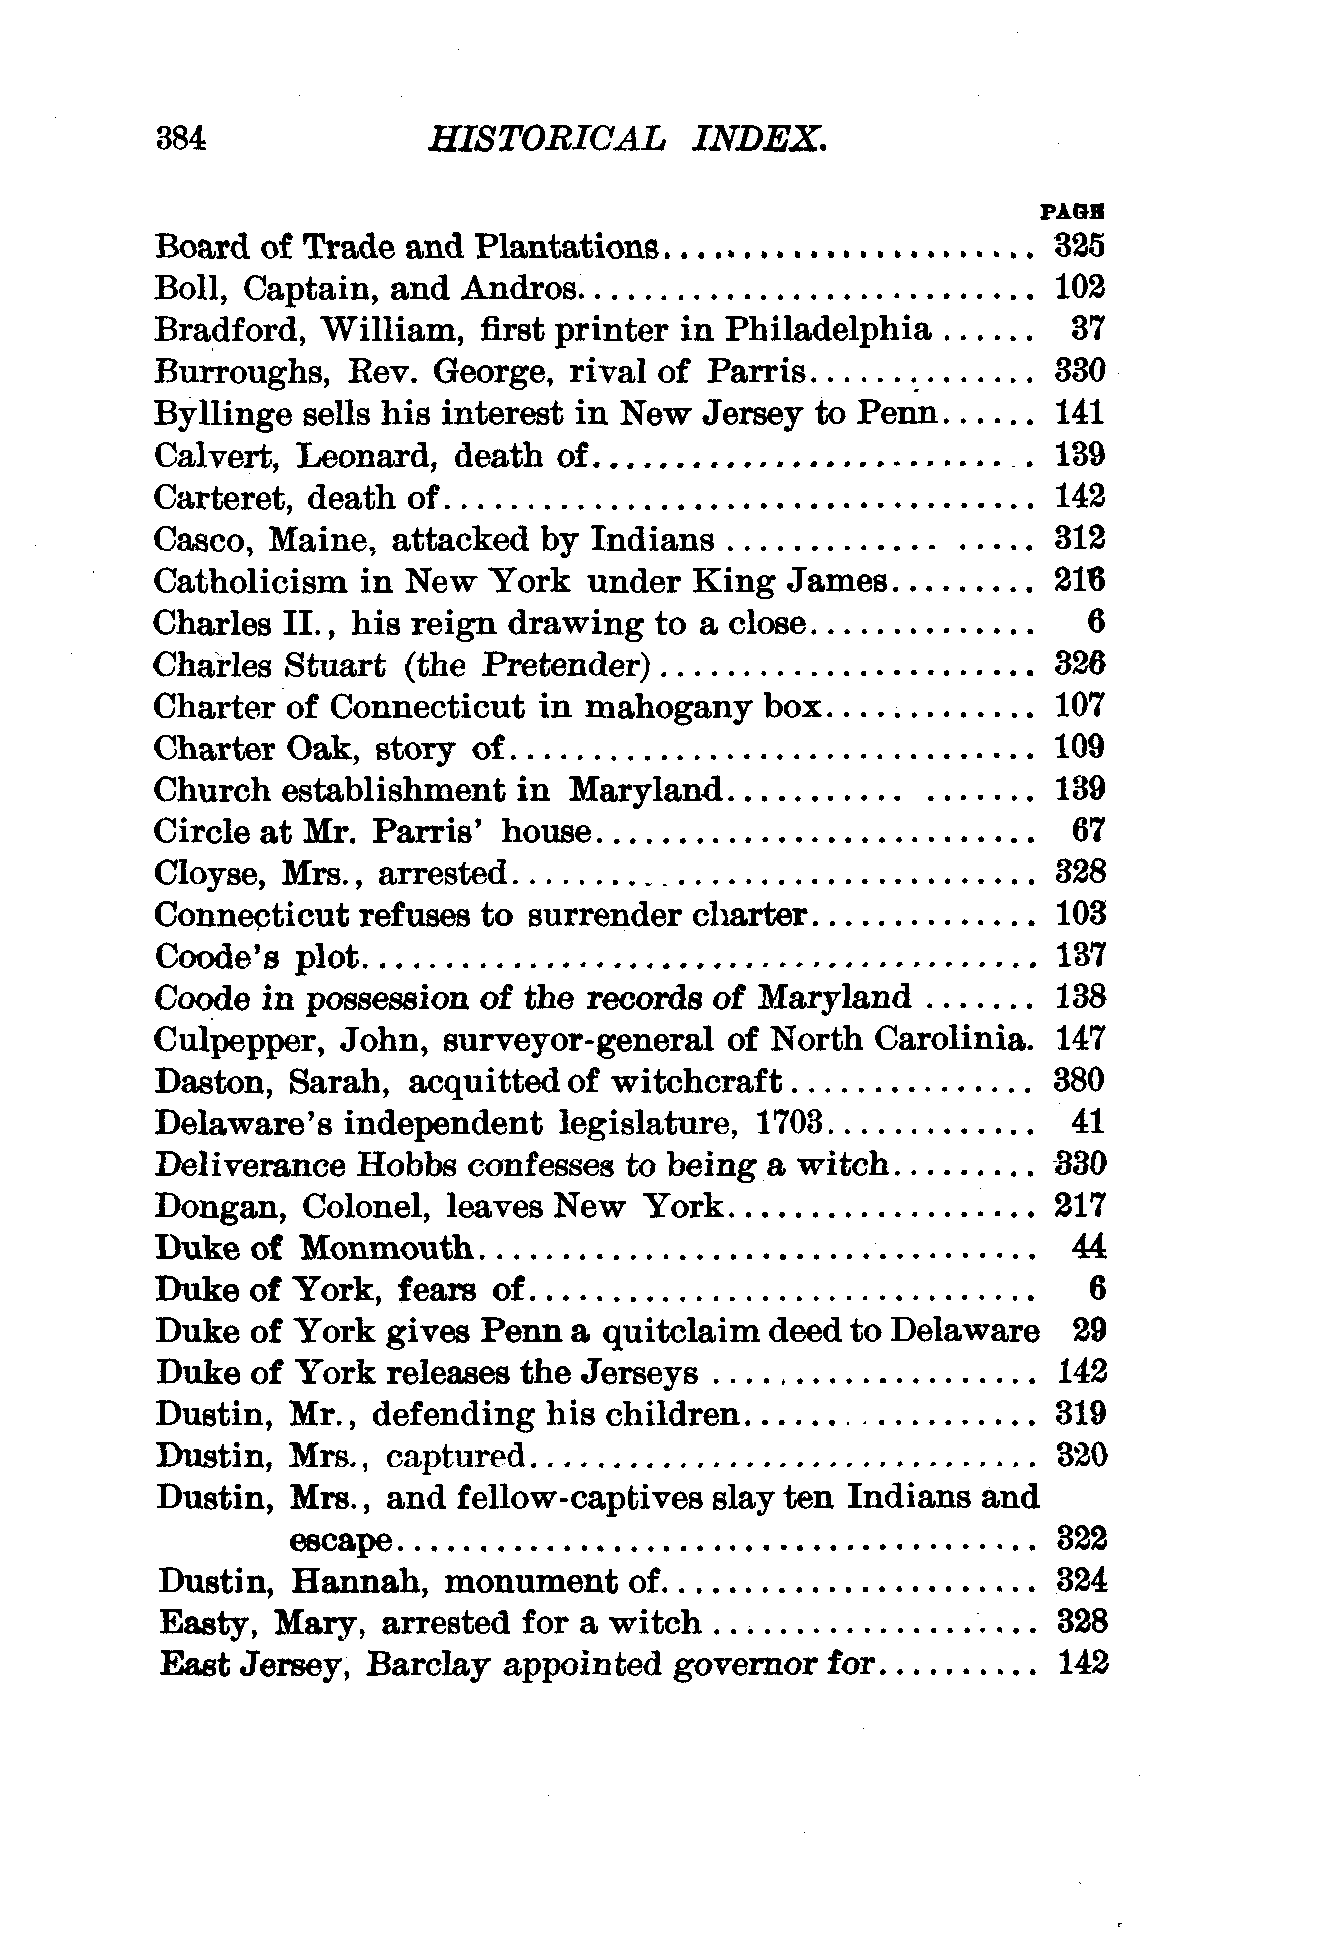 384 HISTORICAL INDEX.
PAGE
Board of Trade and Plantations....................... 325
Boll, Captain, and Andros............................ 102
Bradford, William, first printer in Philadelphia ...... 37
Burroughs, Rev. George, rival of Parris.............. 330
Byllinge sells his interest in New Jersey to Penn...... 141
Calvert, Leonard, death of........................... 139
Carteret, death of.................................... 142
Casco, Maine, attacked by Indians ............. ..... 312
Catholicism in New York under King James......... 216
Charles II., his reign drawing to a close.............. 6
Charles Stuart (the Pretender)....................... 326
Charter of Connecticut in mahogany box............. 107
Charter Oak, story of................................ 109
Church establishment in Maryland........... ....... 139
Circle at Mr. Parris' house........................... 67
Cloyse, Mrs., arrested................................ 328
Connecticut refuses to surrender charter.............. 103
Coode's plot......................................... 137
Coode in possession of the records of Maryland ....... 138
Culpepper, John, surveyor-general of North Carolinia. 147
Daston, Sarah, acquitted of witchcraft............... 380
Delaware's independent legislature, 1703............. 41
Deliverance Hobbs confesses to being a witch......... 330
Dongan, Colonel, leaves New York................... 217
Duke of Monmouth.................................. 44
Duke of York, fears of............................... 6
Duke of York gives Penn a quitclaim deed to Delaware 29
Duke of York releases the Jerseys .................... 142
Dustin, Mr., defending his children.................. 319
Dustin, Mrs., captured............................... 320
Dustin, Mrs., and fellow-captives slay ten Indians and
escape....................................... 322
Dustin, Hannah, monument of....................... 324
Easty, Mary, arrested for a witch .................... 328
East Jersey, Barclay appointed governor for.......... 142